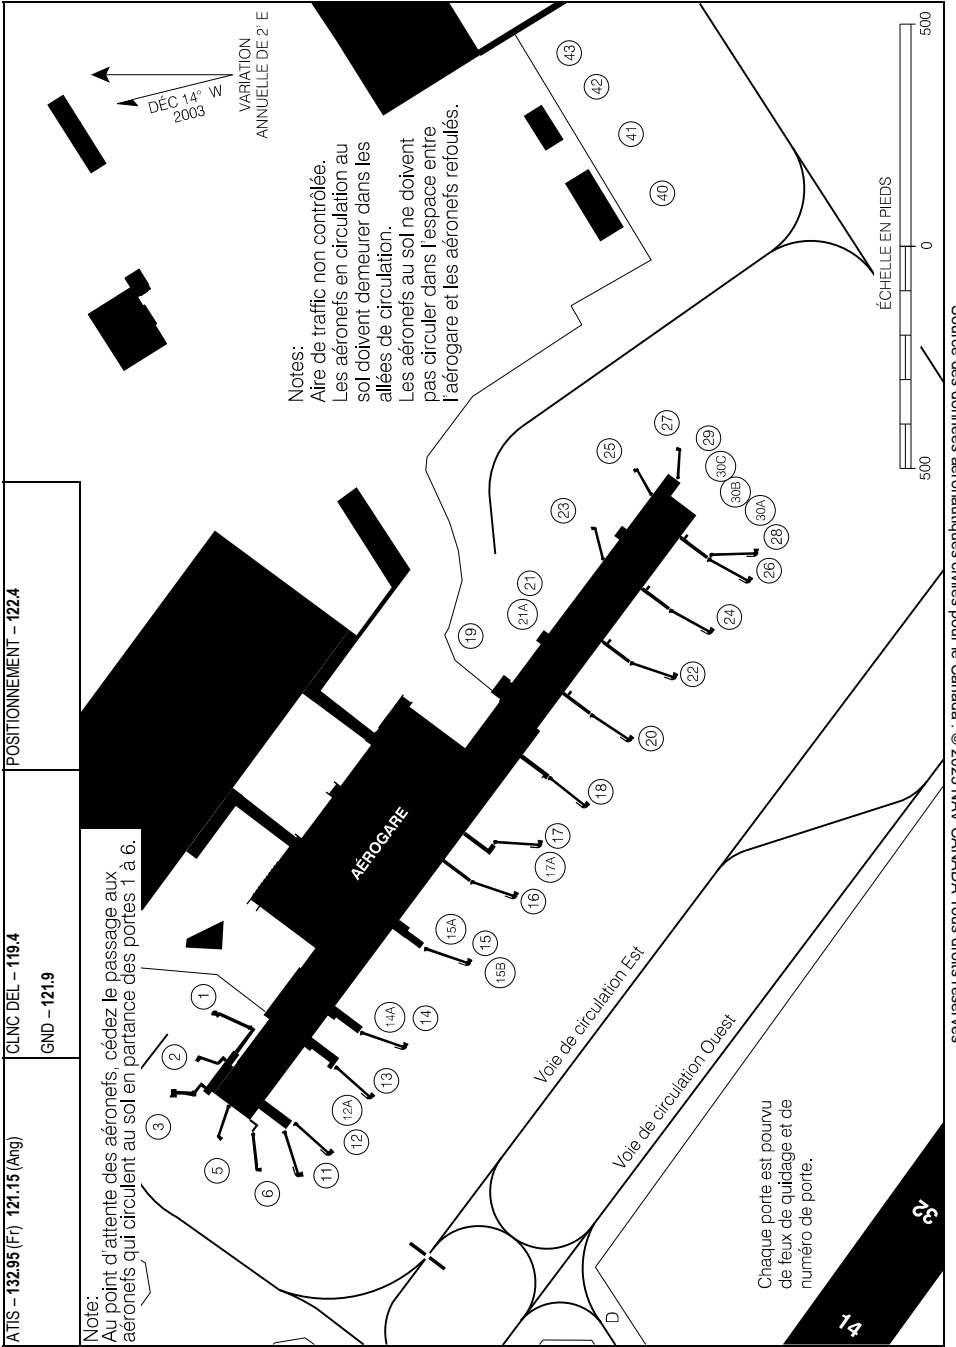 ATIS – 132.95 (Fr) 121.15 (Ang)
CLNC DEL – 119.4
GND – 121.9
POSITIONNEMENT – 122.4
Note:
Au point d'attente des aéronefs, cédez le passage aux
aéronefs qui circulent au sol en partance des portes 1 à 6.
DÉC 14° W
2003
VARIATION
ANNUELLE DE 2' E
Notes:
Aire de traffic non contrôlée.
Les aéronefs en circulation au
sol doivent demeurer dans les
allées de circulation.
Les aéronefs au sol ne doivent
pas circuler dans l'espace entre
l'aérogare et les aéronefs refoulés.
AÉROGARE
1
2
3
5
6
11
12
12A
13
14A
14
15A
15
15B
16
17A
17
18
19
20
21A
21
22
23
24
25
26
27
28
29
30C
30B
30A
40
41
42
43
Voie de circulation Est
Voie de circulation Ouest
D
Chaque porte est pourvu
de feux de quidage et de
numéro de porte.
14
32
ÉCHELLE EN PIEDS
500
0
500